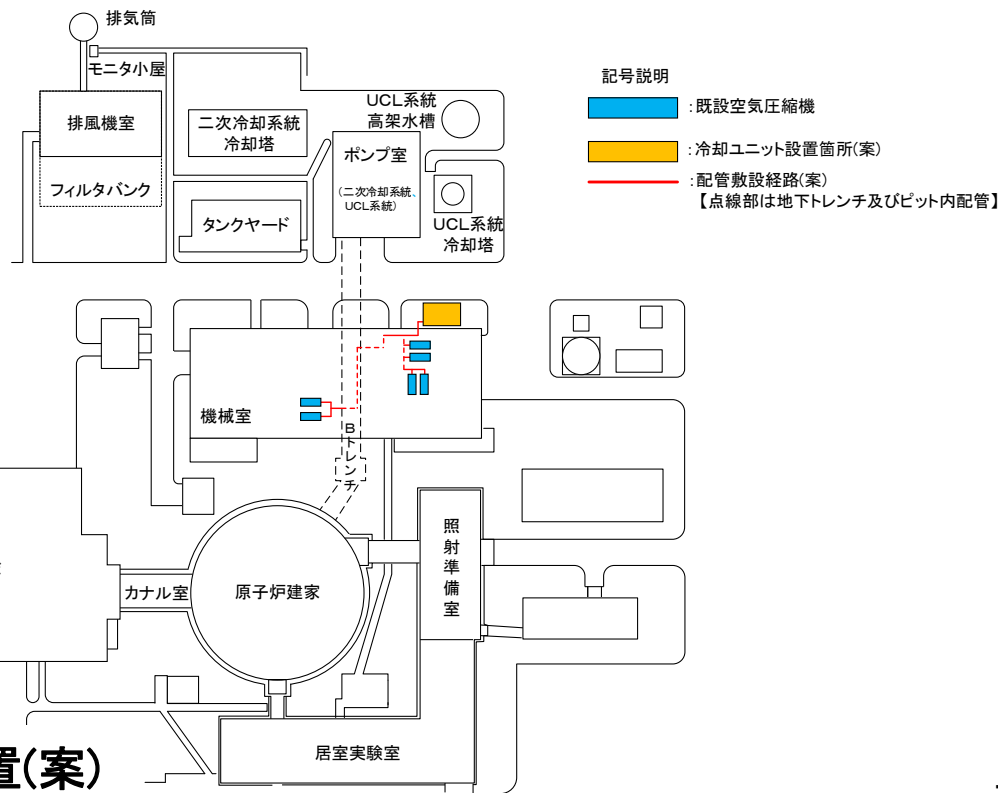 排気筒
モニタ小屋
排風機室
フィルタバンク
二次冷却系統
冷却塔
タンクヤード
UCL系統
高架水槽
ポンプ室
(二次冷却系統、
UCL系統)
UCL系統
冷却塔
記号説明
:既設空気圧縮機
:冷却ユニット設置箇所(案)
:配管敷設経路(案)
【点線部は地下トレンチ及びピット内配管】
機械室
Bトレンチ
カナル室
原子炉建家
照射準備室
居室実験室
置(案)